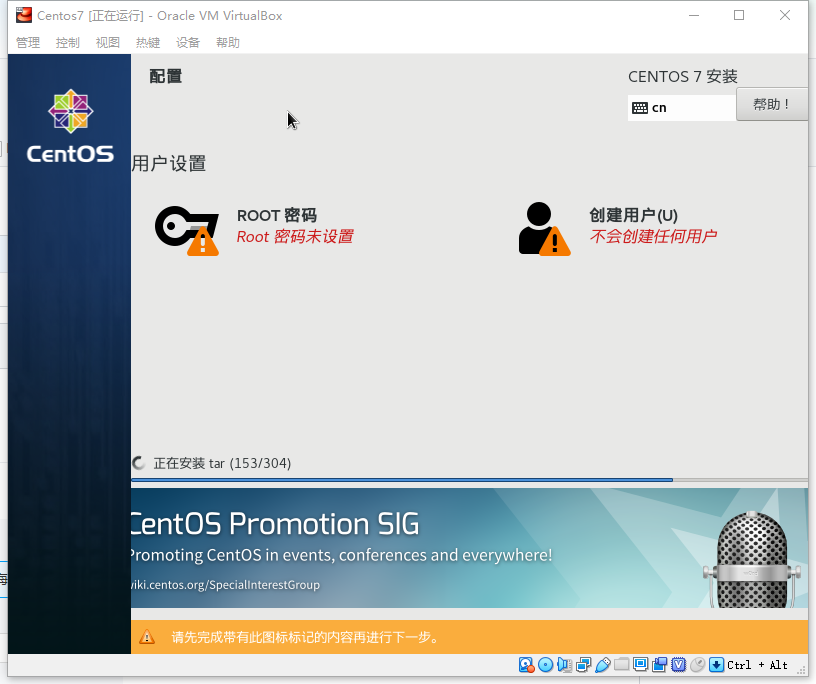 Centos7 [正在运行] - Oracle VM VirtualBox
管理 控制 视图 热键 设备 帮助
配置
CENTOS 7 安装
cn
帮助！
CentOS
用户设置
ROOT 密码
Root 密码未设置
创建用户(U)
不会创建任何用户
正在安装 tar (153/304)
CentOS Promotion SIG
Promoting CentOS in events, conferences and everywhere!
wiki.centos.org/SpecialInterestGroup
请先完成带有此图标标记的内容再进行下一步。
Ctrl + Alt